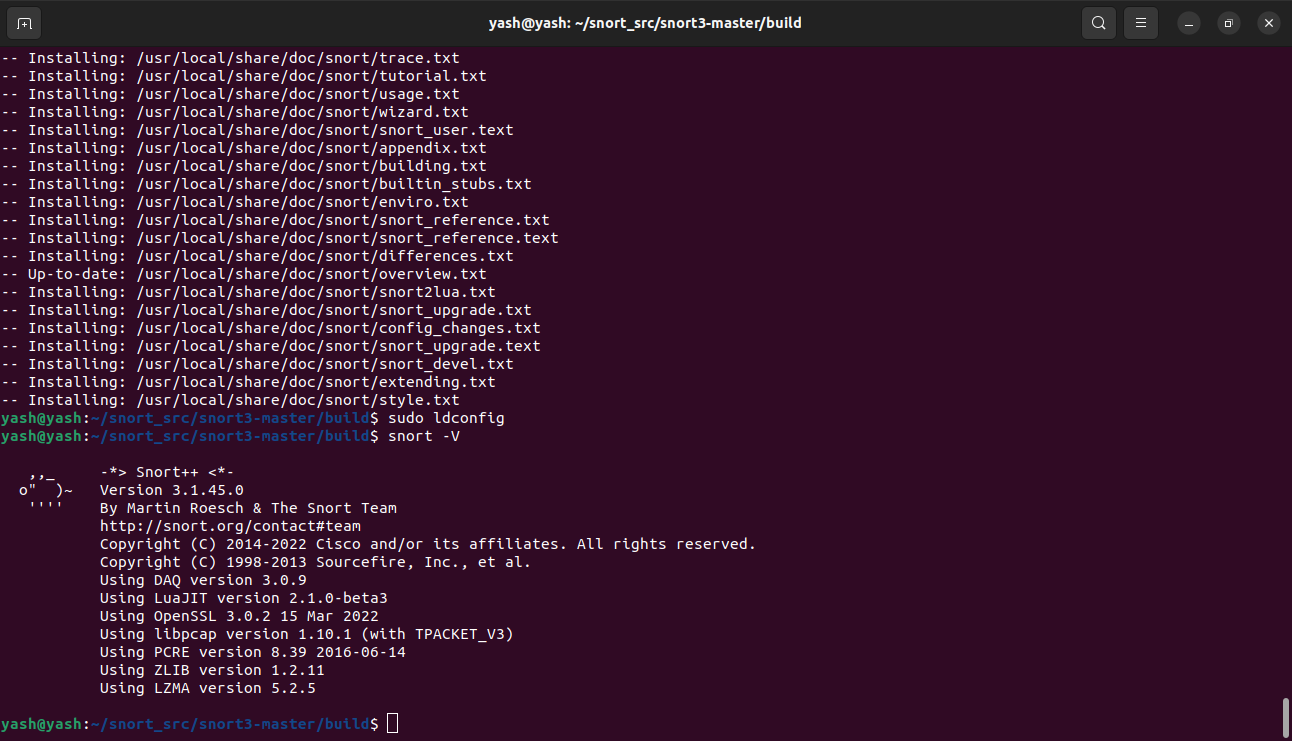 yash@yash: ~/snort_src/snort3-master/build
-- Installing: /usr/local/share/doc/snort/trace.txt
-- Installing: /usr/local/share/doc/snort/tutorial.txt
-- Installing: /usr/local/share/doc/snort/usage.txt
-- Installing: /usr/local/share/doc/snort/wizard.txt
-- Installing: /usr/local/share/doc/snort/snort_user.text
-- Installing: /usr/local/share/doc/snort/appendix.txt
-- Installing: /usr/local/share/doc/snort/building.txt
-- Installing: /usr/local/share/doc/snort/builtin_stubs.txt
-- Installing: /usr/local/share/doc/snort/enviro.txt
-- Installing: /usr/local/share/doc/snort/snort_reference.txt
-- Installing: /usr/local/share/doc/snort/snort_reference.text
-- Installing: /usr/local/share/doc/snort/differences.txt
-- Up-to-date: /usr/local/share/doc/snort/overview.txt
-- Installing: /usr/local/share/doc/snort/snort2lua.txt
-- Installing: /usr/local/share/doc/snort/snort_upgrade.txt
-- Installing: /usr/local/share/doc/snort/config_changes.txt
-- Installing: /usr/local/share/doc/snort/snort_upgrade.text
-- Installing: /usr/local/share/doc/snort/snort_devel.txt
-- Installing: /usr/local/share/doc/snort/extending.txt
-- Installing: /usr/local/share/doc/snort/style.txt
yash@yash:~/snort_src/snort3-master/build$ sudo ldconfig
yash@yash:~/snort_src/snort3-master/build$ snort -V
   ,,_     -*> Snort++ <*-
  o"  )~   Version 3.1.45.0
   ''''    By Martin Roesch & The Snort Team
           http://snort.org/contact#team
           Copyright (C) 2014-2022 Cisco and/or its affiliates. All rights reserved.
           Copyright (C) 1998-2013 Sourcefire, Inc., et al.
           Using DAQ version 3.0.9
           Using LuaJIT version 2.1.0-beta3
           Using OpenSSL 3.0.2 15 Mar 2022
           Using libpcap version 1.10.1 (with TPACKET_V3)
           Using PCRE version 8.39 2016-06-14
           Using ZLIB version 1.2.11
           Using LZMA version 5.2.5
yash@yash:~/snort_src/snort3-master/build$